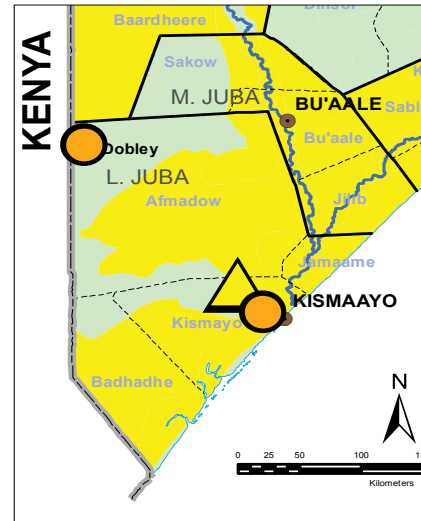 Baardheere
Dinsor
Sakow
KENYA
M. JUBA
BU'AALE
Sabl
Bu'aale
Dobley
L. JUBA
Jilib
Afmadow
Jamaame
KISMAAYO
Kismayo
Badhadhe
N
0 25 50 100
Kilometers